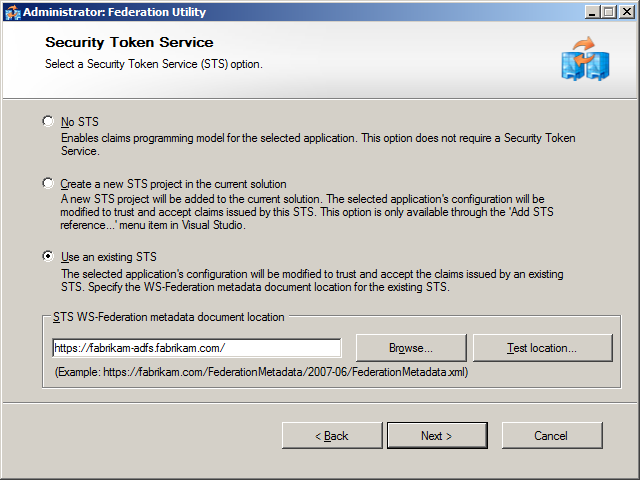 Administrator: Federation Utility
Security Token Service
Select a Security Token Service (STS) option.
No STS
Enables claims programming model for the selected application. This option does not require a Security Token
Service.
Create a new STS project in the current solution
A new STS project will be added to the current solution. The selected application's configuration will be
modified to trust and accept claims issued by this STS. This option is only available through the 'Add STS
reference...' menu item in Visual Studio.
Use an existing STS
The selected application's configuration will be modified to trust and accept the claims issued by an existing
STS. Specify the WS-Federation metadata document location for the existing STS.
STS WS-Federation metadata document location
https://fabrikam-adfs.fabrikam.com/
Browse...
Test location...
(Example: https://fabrikam.com/FederationMetadata/2007-06/FederationMetadata.xml)
< Back
Next >
Cancel